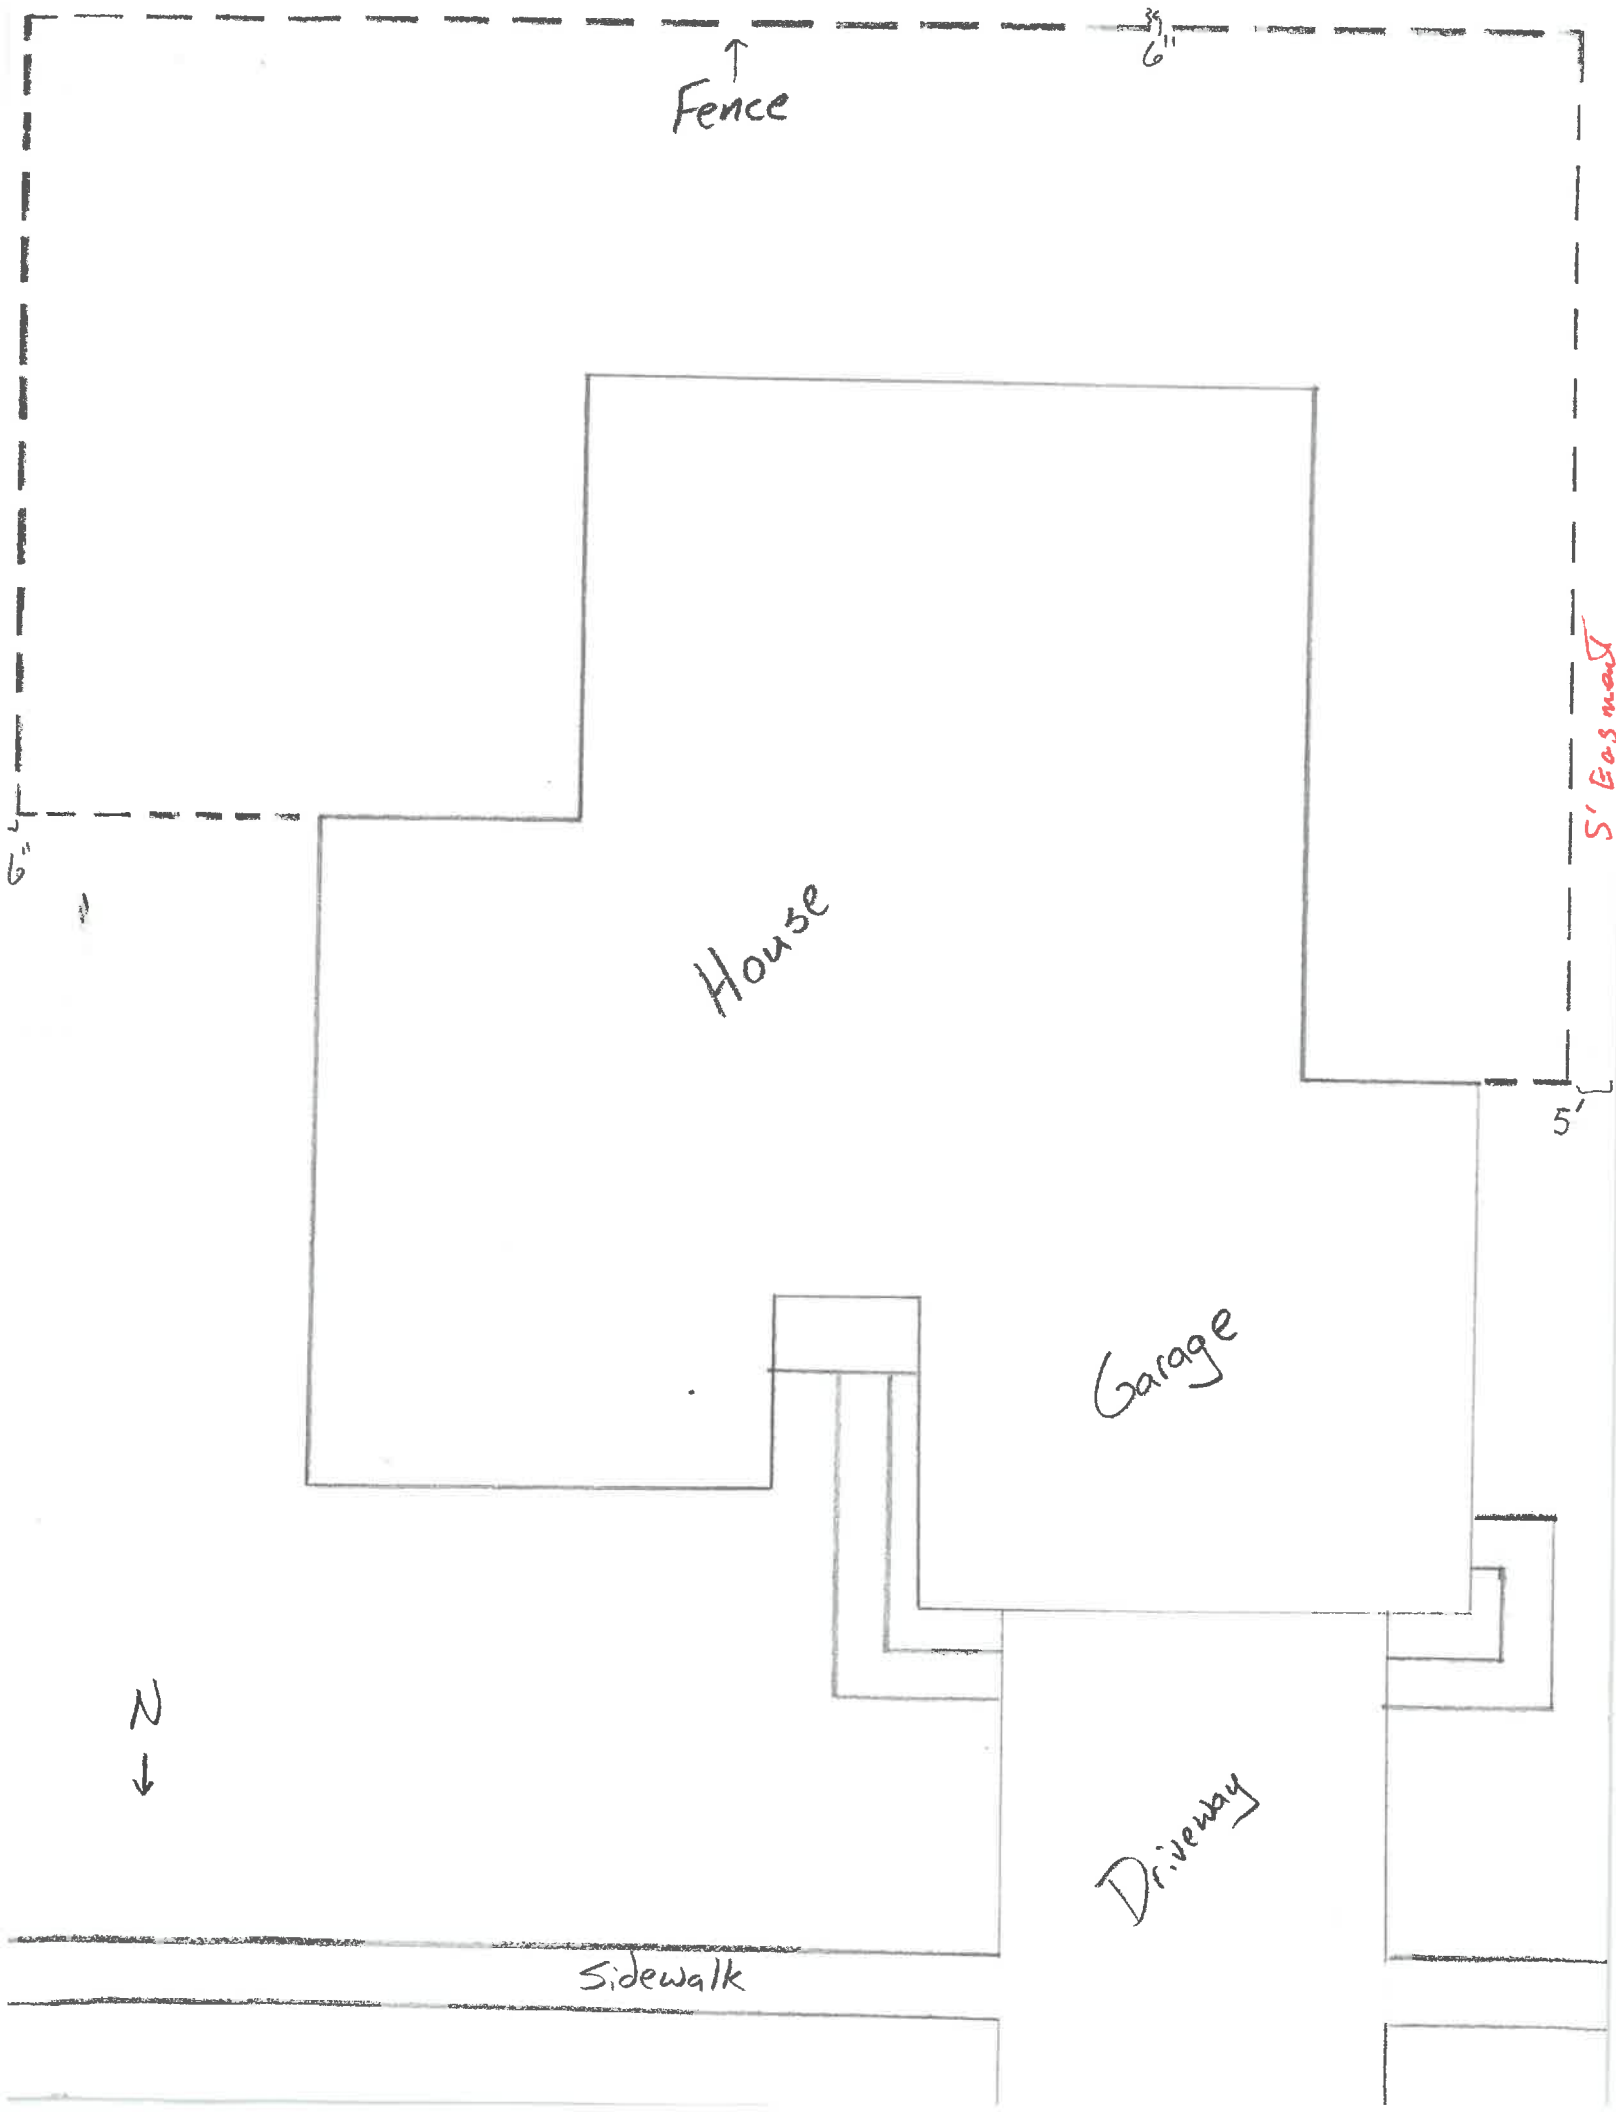 6"
Fence
5' Easment
6"
House
5'
Garage
N
Driveway
Sidewalk